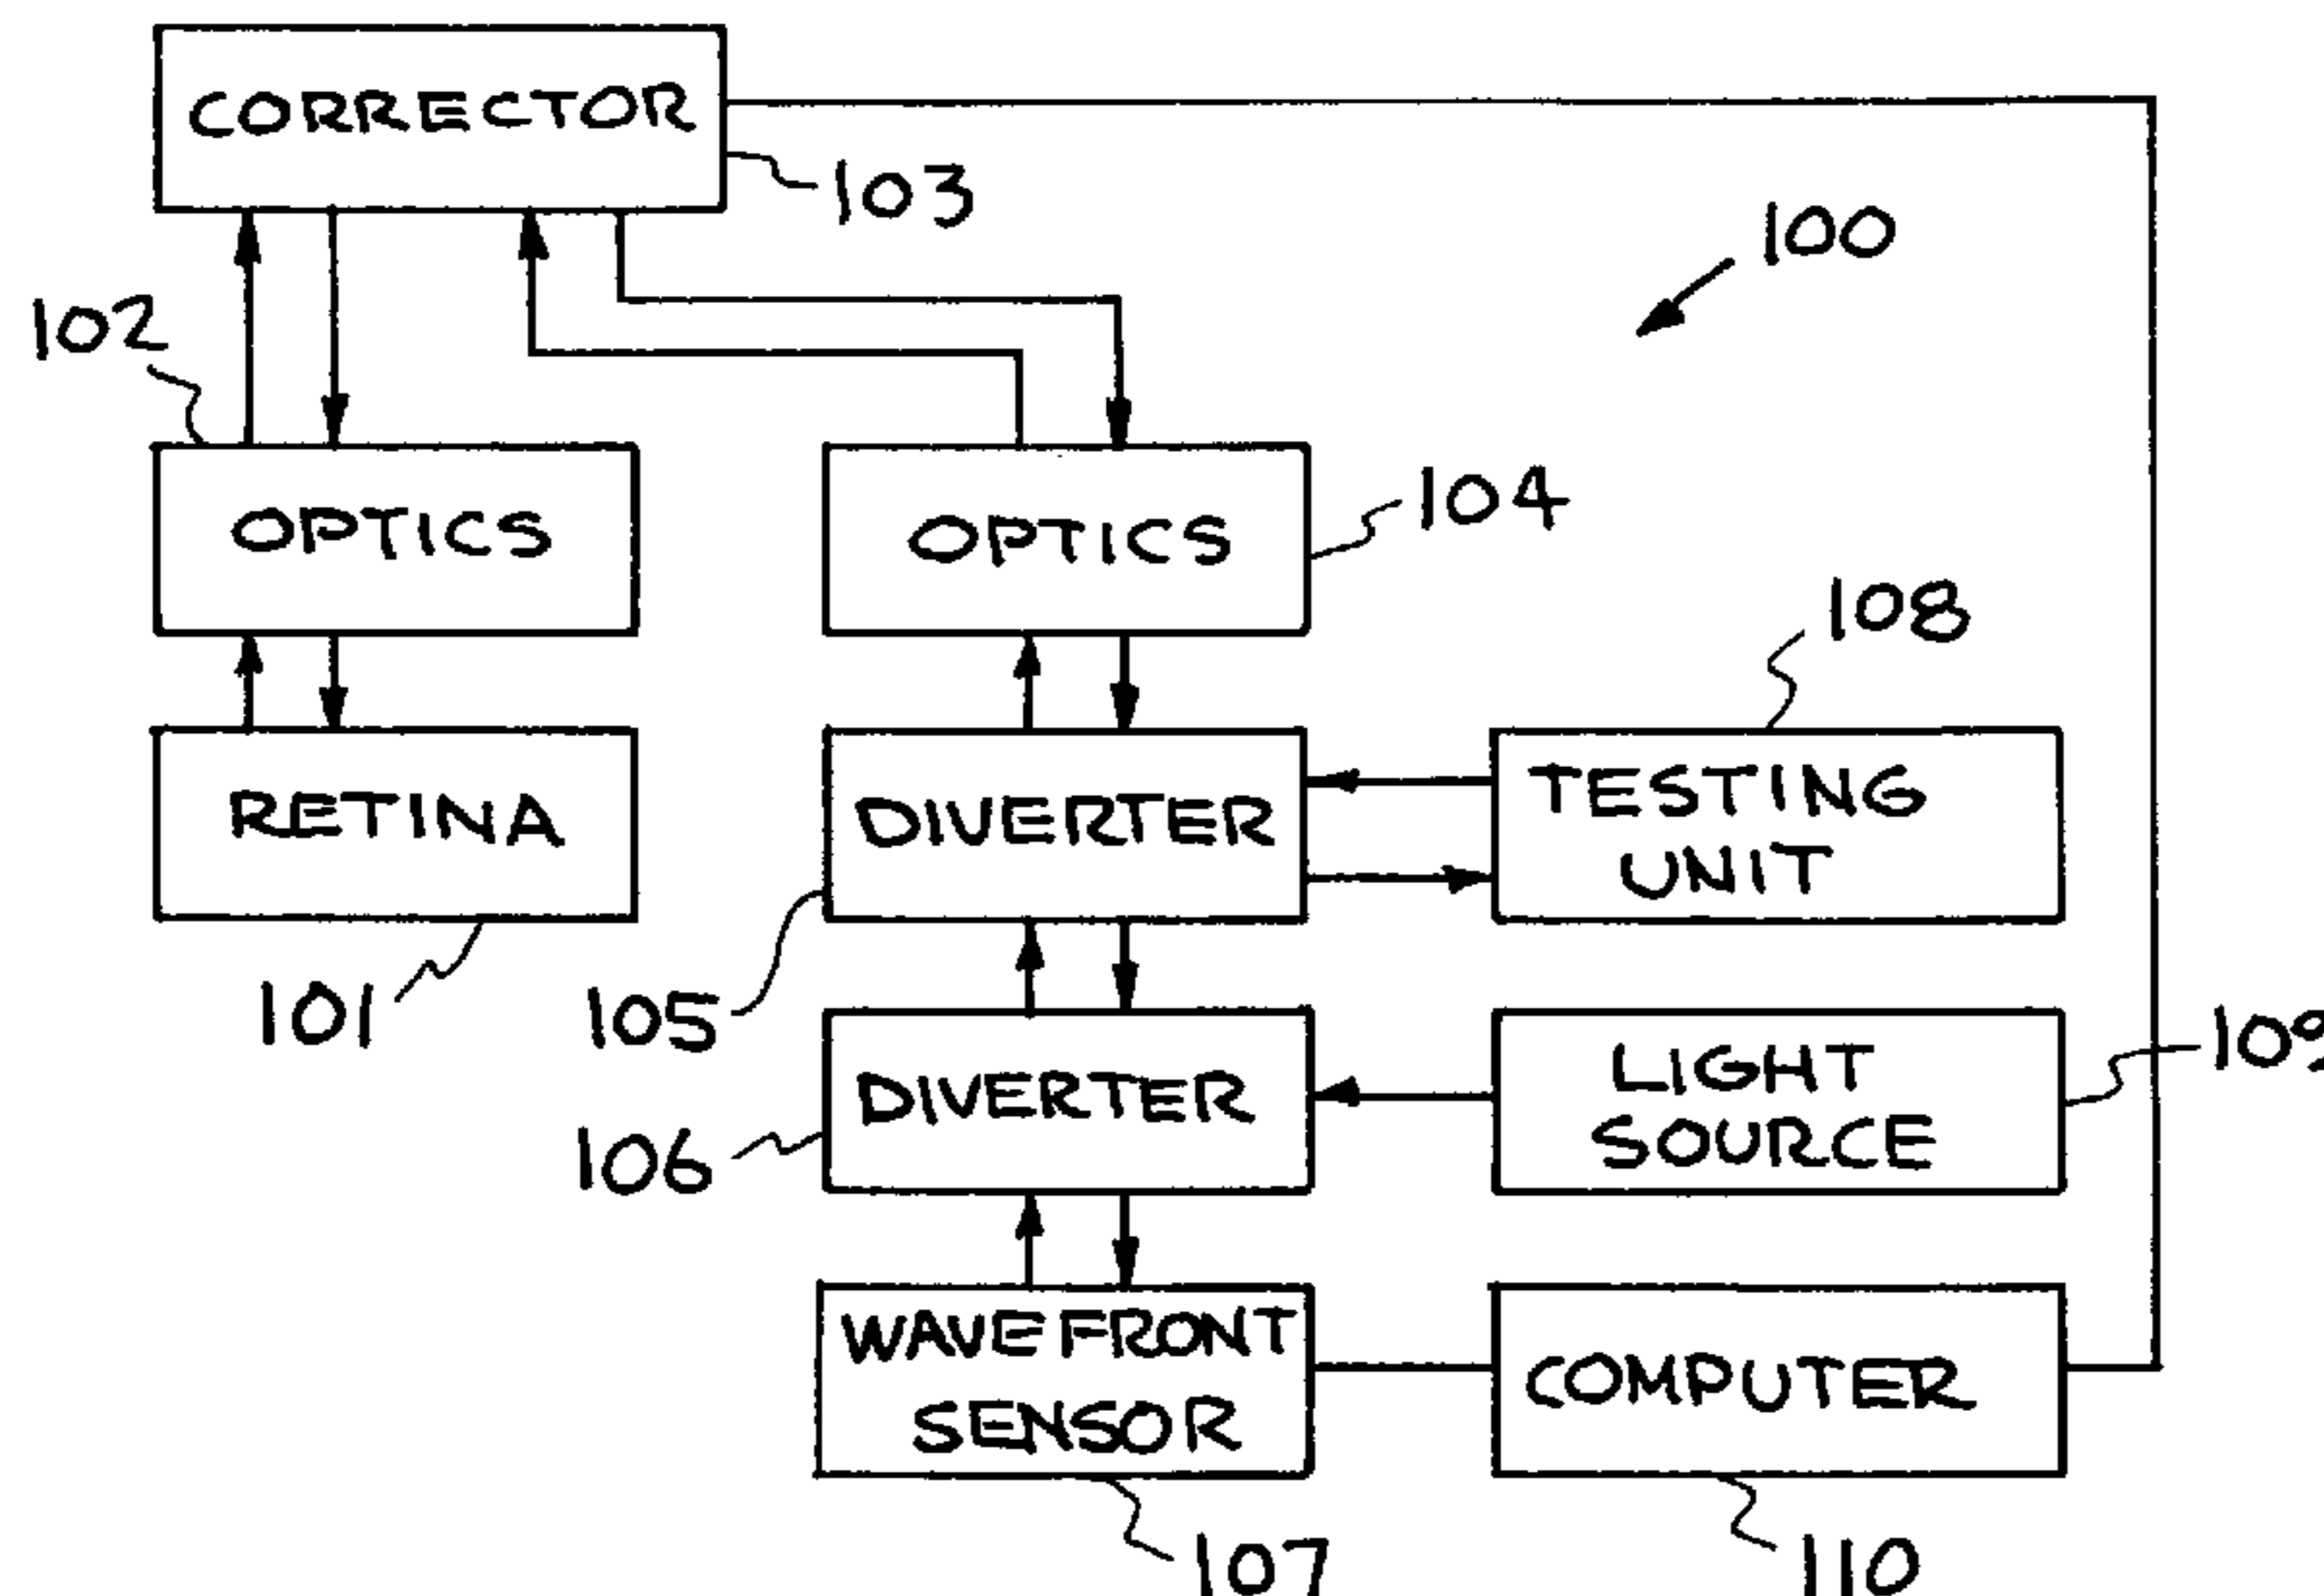 CORRECTOR
103
100
102
OPTICS
OPTICS
104
108
RETINA
DIVERTER
TESTING
UNIT
101
105
DIVERTER
LIGHT
SOURCE
109
106
WAVEFRONT
SENSOR
COMPUTER
107
110